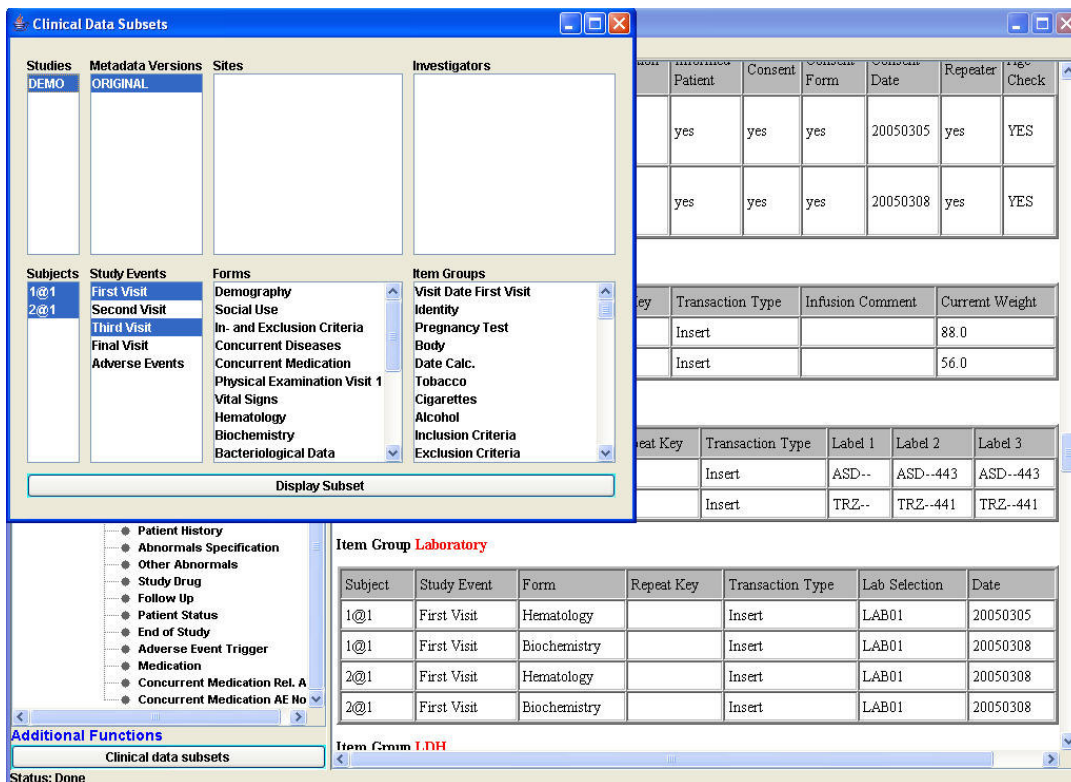 Clinical Data Subsets
Studies Metadata Versions Sites Investigators
DEMO ORIGINAL
Subjects Study Events Forms Item Groups
1@1 First Visit Demography Visit Date First Visit
2@1 Second Visit Social Use Identity
Third Visit In- and Exclusion Criteria Pregnancy Test
Final Visit Concurrent Diseases Body
Adverse Events Concurrent Medication Date Calc.
Physical Examination Visit 1 Tobacco
Vital Signs Cigarettes
Hematology Alcohol
Biochemistry Inclusion Criteria
Bacteriological Data Exclusion Criteria
Display Subset
Patient Consent Form Date Repeater Check
yes yes yes 20050305 yes YES
yes yes yes 20050308 yes YES
Transaction Type Infusion Comment Curremt Weight
Insert 88.0
Insert 56.0
Key Transaction Type Label 1 Label 2 Label 3
Insert ASD-- ASD--443 ASD--443
Insert TRZ-- TRZ--441 TRZ--441
Patient History
Abnormals Specification
Other Abnormals
Study Drug
Follow Up
Patient Status
End of Study
Adverse Event Trigger
Medication
Concurrent Medication Rel. A
Concurrent Medication AE No
Additional Functions
Clinical data subsets
Status: Done
Item Group Laboratory
Subject Study Event Form Repeat Key Transaction Type Lab Selection Date
1@1 First Visit Hematology Insert LAB01 20050305
1@1 First Visit Biochemistry Insert LAB01 20050308
2@1 First Visit Hematology Insert LAB01 20050308
2@1 First Visit Biochemistry Insert LAB01 20050308
Item Group LDH